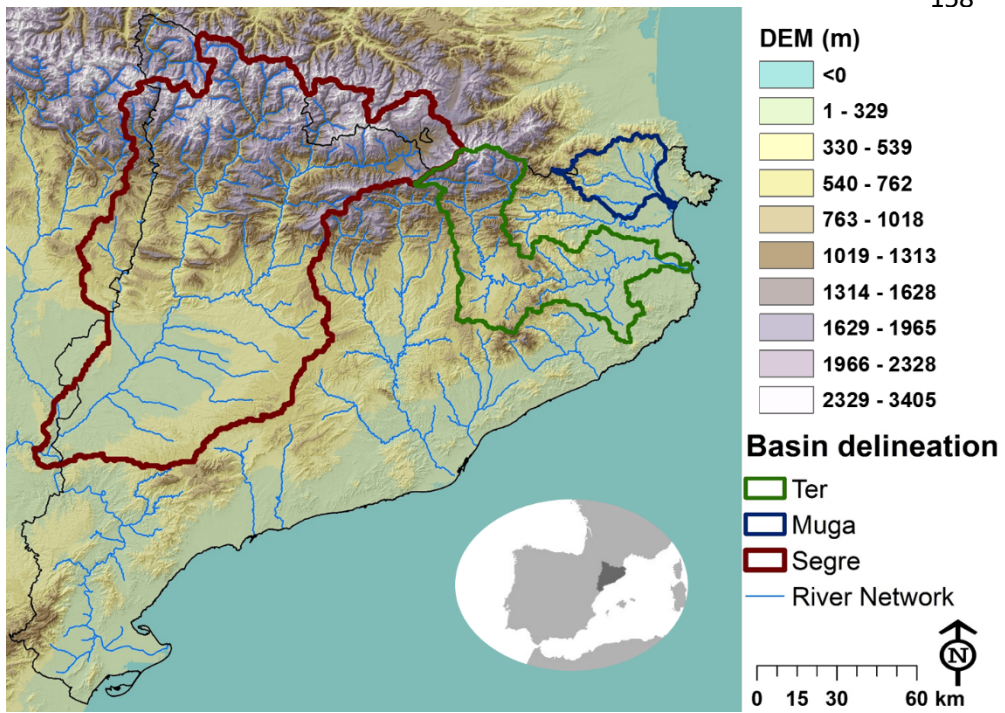 158
DEM (m)
<0
1 - 329
330 - 539
540 - 762
763 - 1018
1019 - 1313
1314 - 1628
1629 - 1965
1966 - 2328
2329 - 3405
Basin delineation
Ter
Muga
Segre
River Network
N
0 15 30 60 km